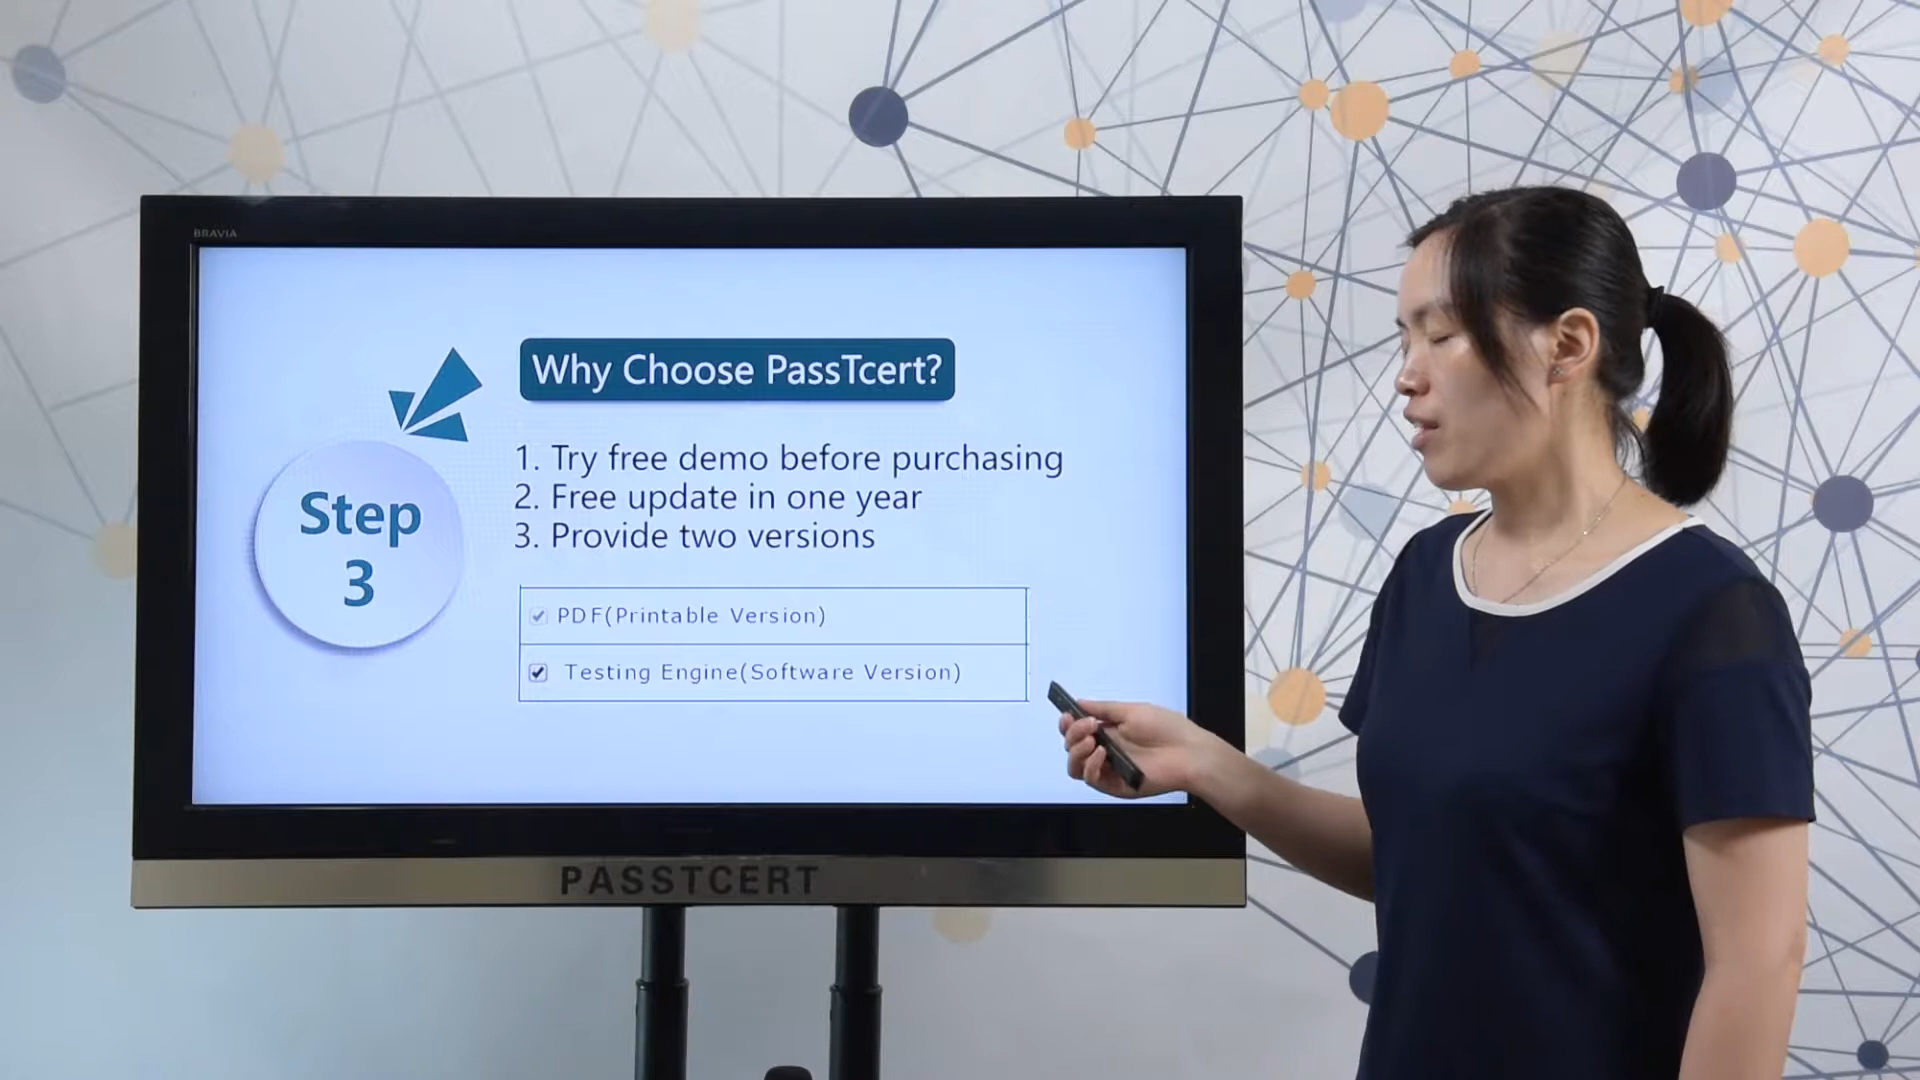 BRAVIA
Why Choose PassTcert?
1. Try free demo before purchasing
2. Free update in one year
3. Provide two versions
Step
3
PDF(Printable Version)
Testing Engine(Software Version)
PASSTCERT